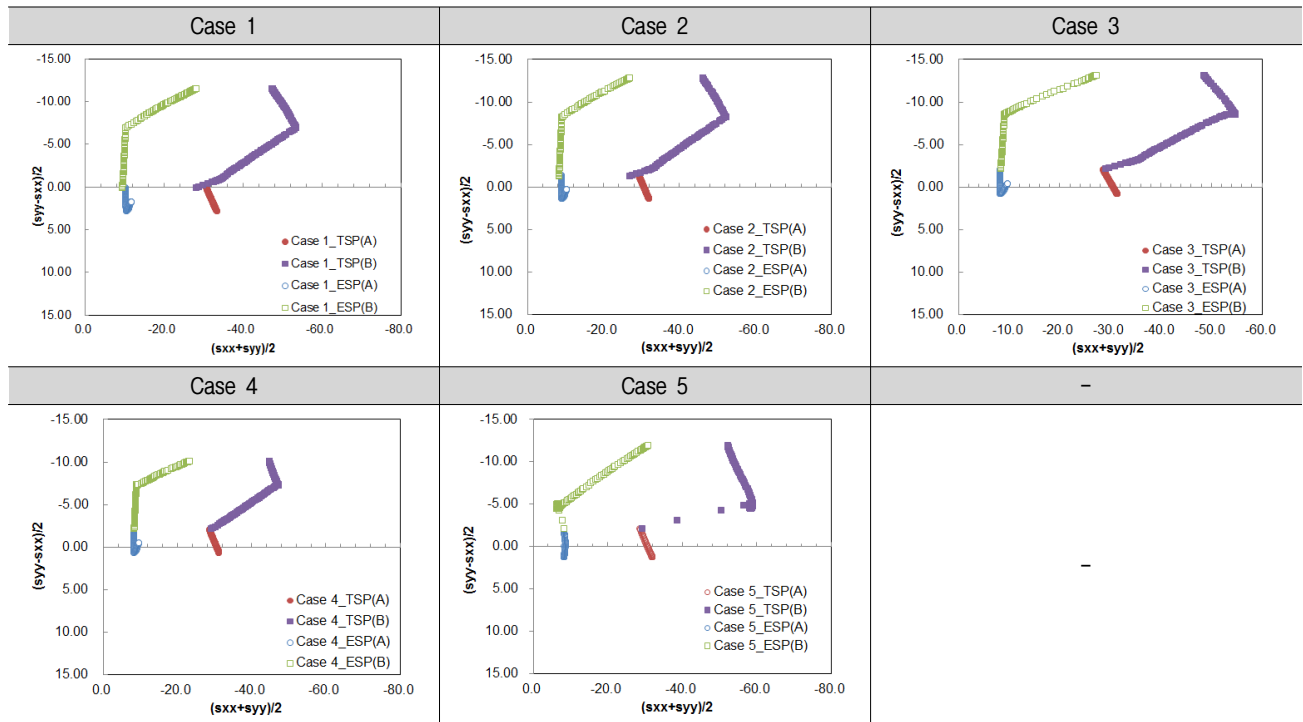 Case 1
Case 2
Case 3
-15.00
-10.00
-5.00
0.00
5.00
10.00
15.00
(syy-sxx)/2
Case 1_TSP(A)
Case 1_TSP(B)
Case 1_ESP(A)
Case 1_ESP(B)
0.0
-20.0
-40.0
-60.0
-80.0
(sxx+syy)/2
-15.00
-10.00
-5.00
0.00
5.00
10.00
15.00
(syy-sxx)/2
Case 2_TSP(A)
Case 2_TSP(B)
Case 2_ESP(A)
Case 2_ESP(B)
0.0
-20.0
-40.0
-60.0
-80.0
(sxx+syy)/2
-15.00
-10.00
-5.00
0.00
5.00
10.00
15.00
(syy-sxx)/2
Case 3_TSP(A)
Case 3_TSP(B)
Case 3_ESP(A)
Case 3_ESP(B)
0.0
-10.0
-20.0
-30.0
-40.0
-50.0
-60.0
(sxx+syy)/2
Case 4
Case 5
-
-15.00
-10.00
-5.00
0.00
5.00
10.00
15.00
(syy-sxx)/2
Case 4_TSP(A)
Case 4_TSP(B)
Case 4_ESP(A)
Case 4_ESP(B)
0.0
-20.0
-40.0
-60.0
-80.0
(sxx+syy)/2
-15.00
-10.00
-5.00
0.00
5.00
10.00
15.00
(syy-sxx)/2
Case 5_TSP(A)
Case 5_TSP(B)
Case 5_ESP(A)
Case 5_ESP(B)
0.0
-20.0
-40.0
-60.0
-80.0
(sxx+syy)/2
-